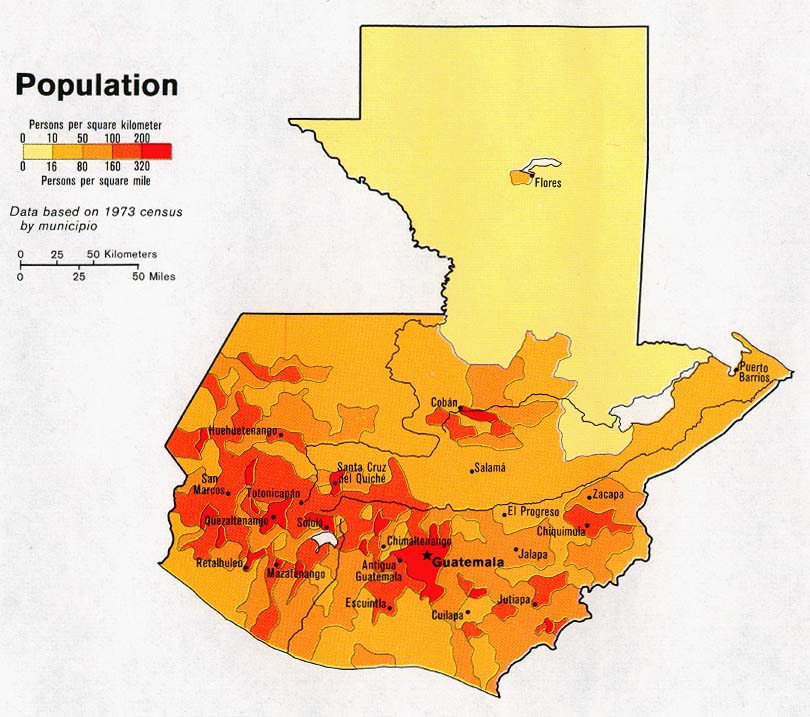 Population
Persons per square kilometer
0 10 50 100 200
0 16 80 160 320
Persons per square mile
Data based on 1973 census
by municipio
0 25 50 Kilometers
0 25 50 Miles
Flores
Puerto
Barrios
Cobán
Huehuetenango
Santa Cruz
del Quiché
Salamá
San
Marcos
Totonicapán
Zacapa
El Progreso
Quezaltenango
Sololá
Chiquimula
Chimaltenango
Jalapa
Guatemala
Retalhuleu
Mazatenango
Antigua
Guatemala
Escuintla
Cuilapa
Jutiapa